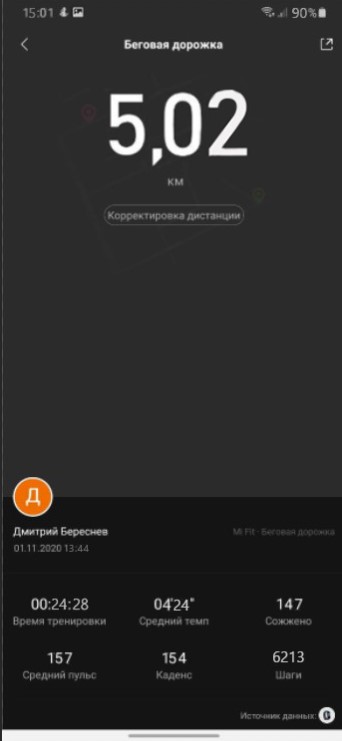 15:01 90%
Беговая дорожка
5,02
км
Корректировка дистанции
Д
Дмитрий Береснев
Mi Fit · Беговая дорожка
01.11.2020 13:44
00:24:28 04'24" 147
Время тренировки Средний темп Сожжено
157 154 6213
Средний пульс Каденс Шаги
Источник данных: